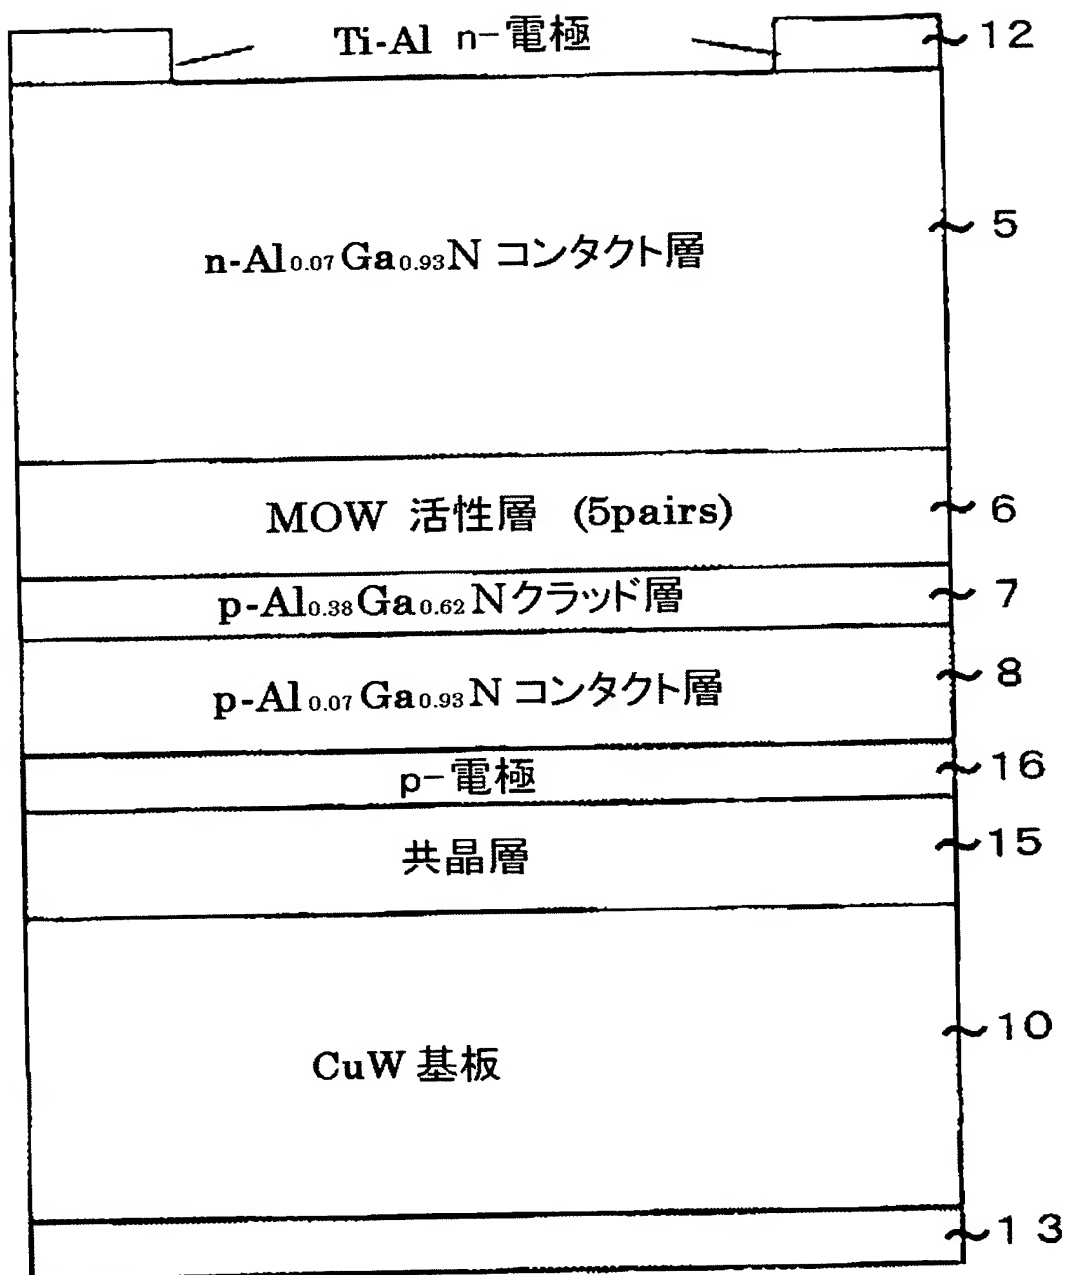 Ti-Al n-電極 12
5
n-Al0.07Ga0.93N コンタクト層
MOW 活性層 (5pairs) 6
p-Al0.38Ga0.62Nクラッド層 7
p-Al0.07Ga0.93N コンタクト層 8
p-電極 16
共晶層 15
10
CuW 基板
13